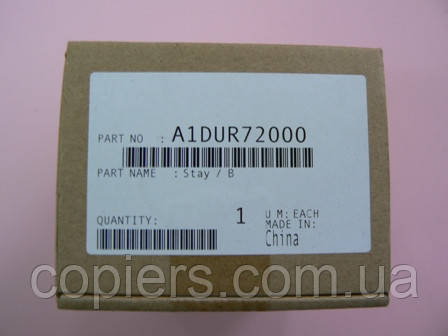 PART NO : A1DUR72000
PART NAME : Stay / B
QUANTITY: 1 U M: EACH
MADE IN:
China
copiers.com.ua